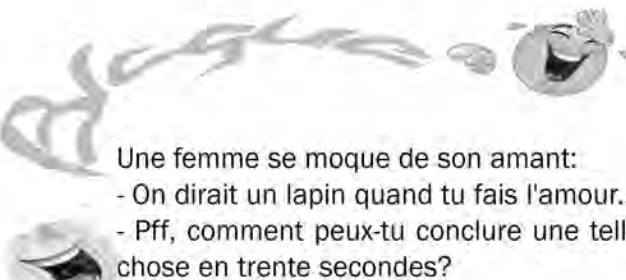 Une femme se moque de son amant:
- On dirait un lapin quand tu fais l'amour.
- Pff, comment peux-tu conclure une tell
chose en trente secondes?